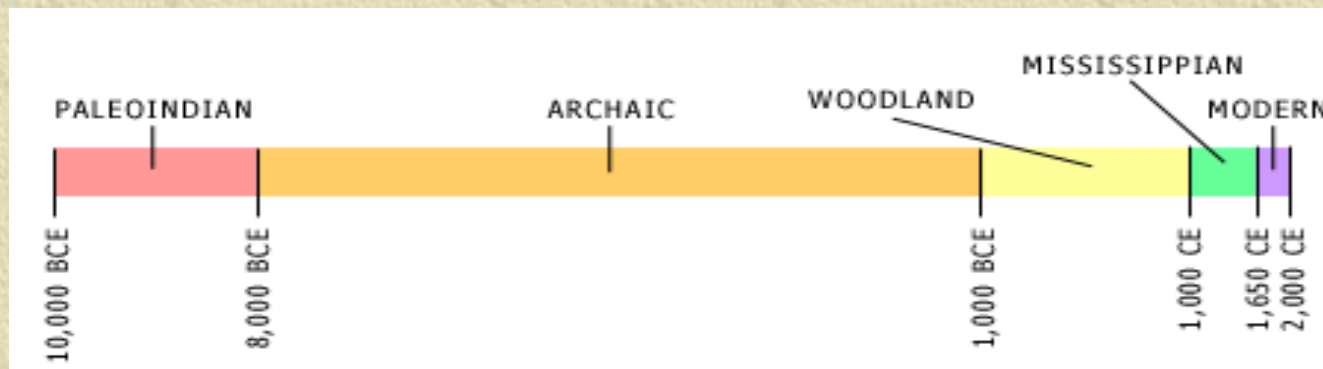 MISSISSIPPIAN
PALEOINDIAN
ARCHAIC
WOODLAND
MODERN
10,000 BCE
8,000 BCE
1,000 BCE
1,000 CE
1,650 CE
2,000 CE